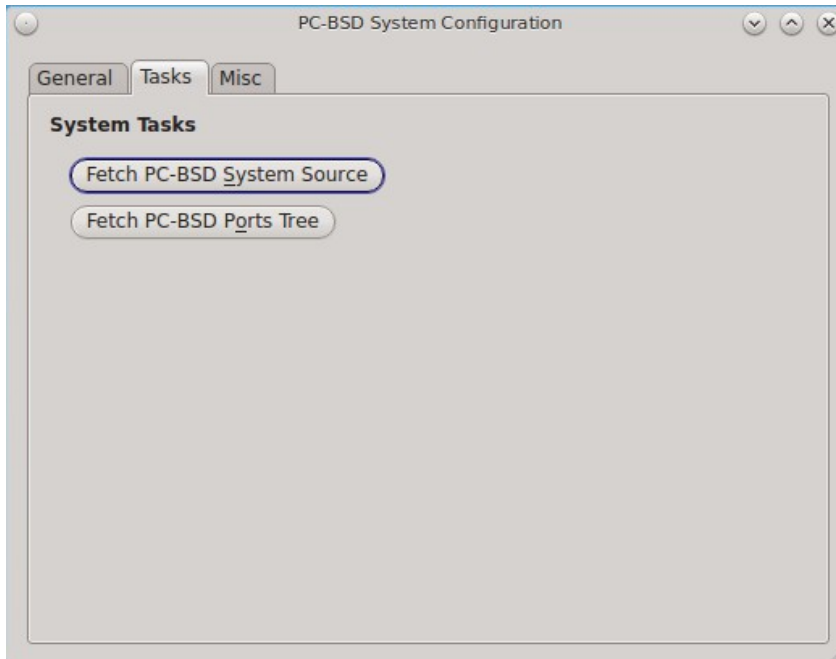 PC-BSD System Configuration
General Tasks Misc
System Tasks
Fetch PC-BSD System Source
Fetch PC-BSD Ports Tree